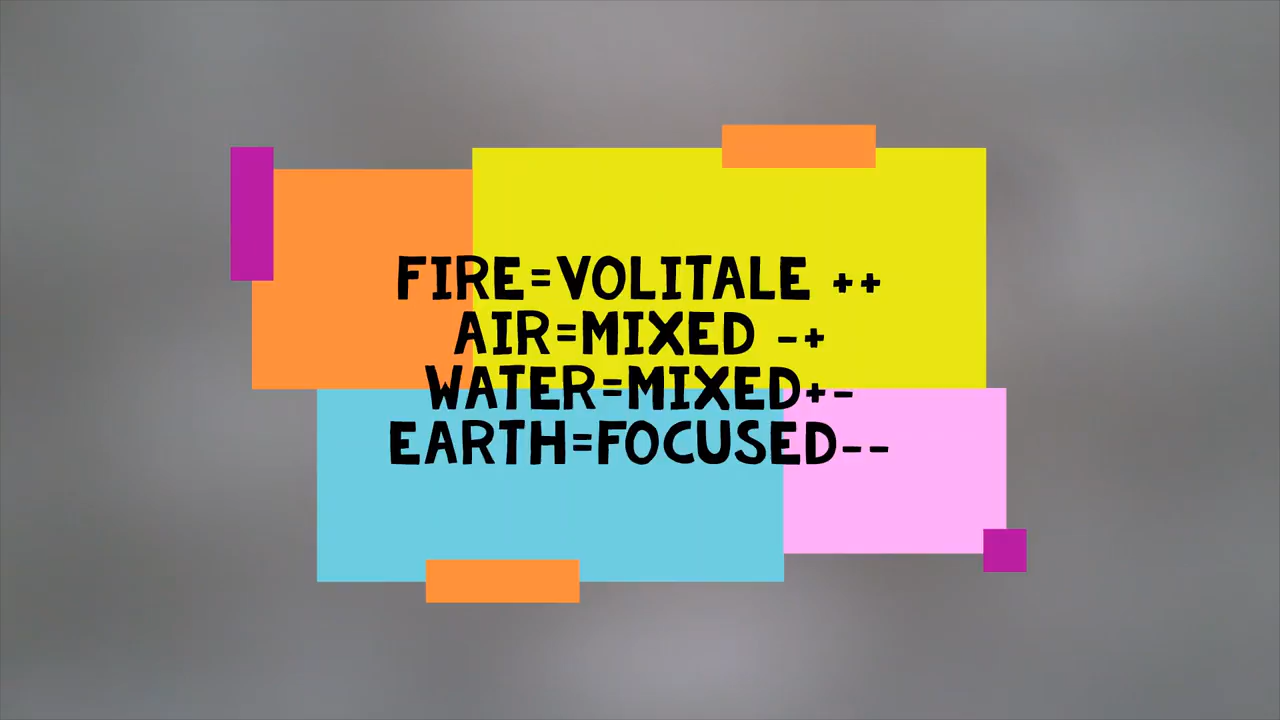 FIRE=VOLITALE ++
AIR=MIXED -+
WATER=MIXED+-
EARTH=FOCUSED--